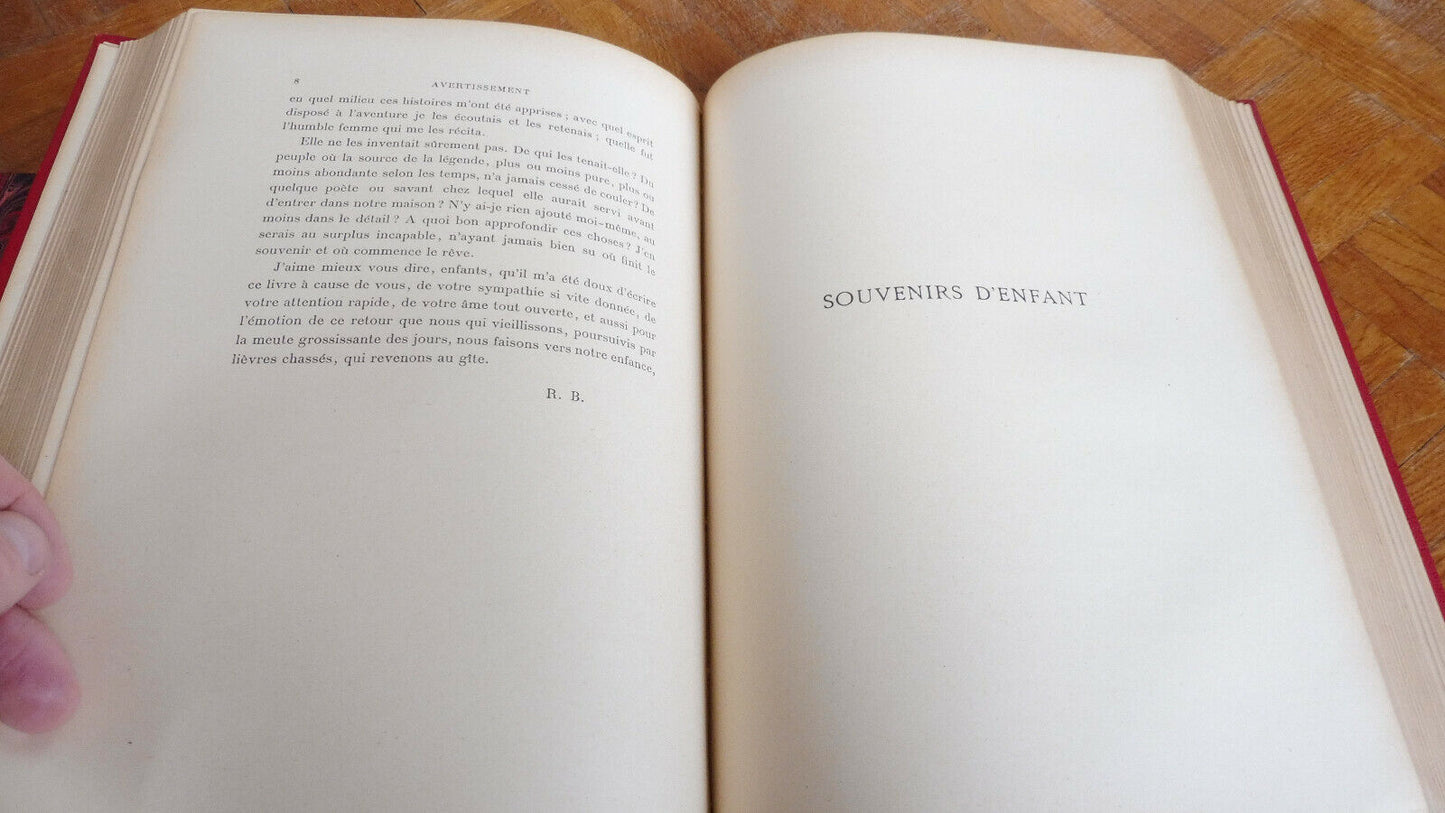 8 AVERTISSEMENT
en quel milieu ces histoires m'ont été apprises ; avec quel esprit
disposé à l'aventure je les écoutais et les retenais ; quelle fut
l'humble femme qui me les récita.
Elle ne les inventait sûrement pas. De qui les tenait-elle ? Du
peuple où la source de la légende, plus ou moins pure, plus ou
moins abondante selon les temps, n'a jamais cessé de couler ? De
quelque poète ou savant chez lequel elle aurait servi avant
d'entrer dans notre maison ? N'y ai-je rien ajouté moi-même, au
moins dans le détail ? A quoi bon approfondir ces choses ? J'en
serais au surplus incapable, n'ayant jamais bien su où finit le
souvenir et où commence le rêve.
J'aime mieux vous dire, enfants, qu'il m'a été doux d'écrire
ce livre à cause de vous, de votre sympathie si vite donnée, de
votre attention rapide, de votre âme tout ouverte, et aussi pour
l'émotion de ce retour que nous qui vieillissons, poursuivis par
la meute grossissante des jours, nous faisons vers notre enfance,
lièvres chassés, qui revenons au gîte.
R. B.
SOUVENIRS D'ENFANT